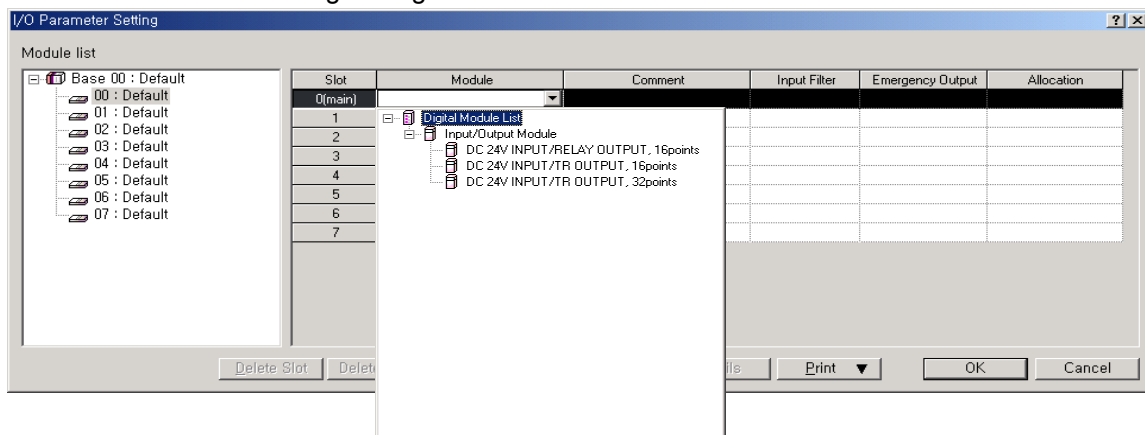 I/O Parameter Setting
Module list
Base 00 : Default
00 : Default
01 : Default
02 : Default
03 : Default
04 : Default
05 : Default
06 : Default
07 : Default
Slot Module Comment Input Filter Emergency Output Allocation
0(main)
1
2
3
4
5
6
7
Digital Module List
Input/Output Module
DC 24V INPUT/RELAY OUTPUT, 16points
DC 24V INPUT/TR OUTPUT, 16points
DC 24V INPUT/TR OUTPUT, 32points
Delete Slot Print OK Cancel